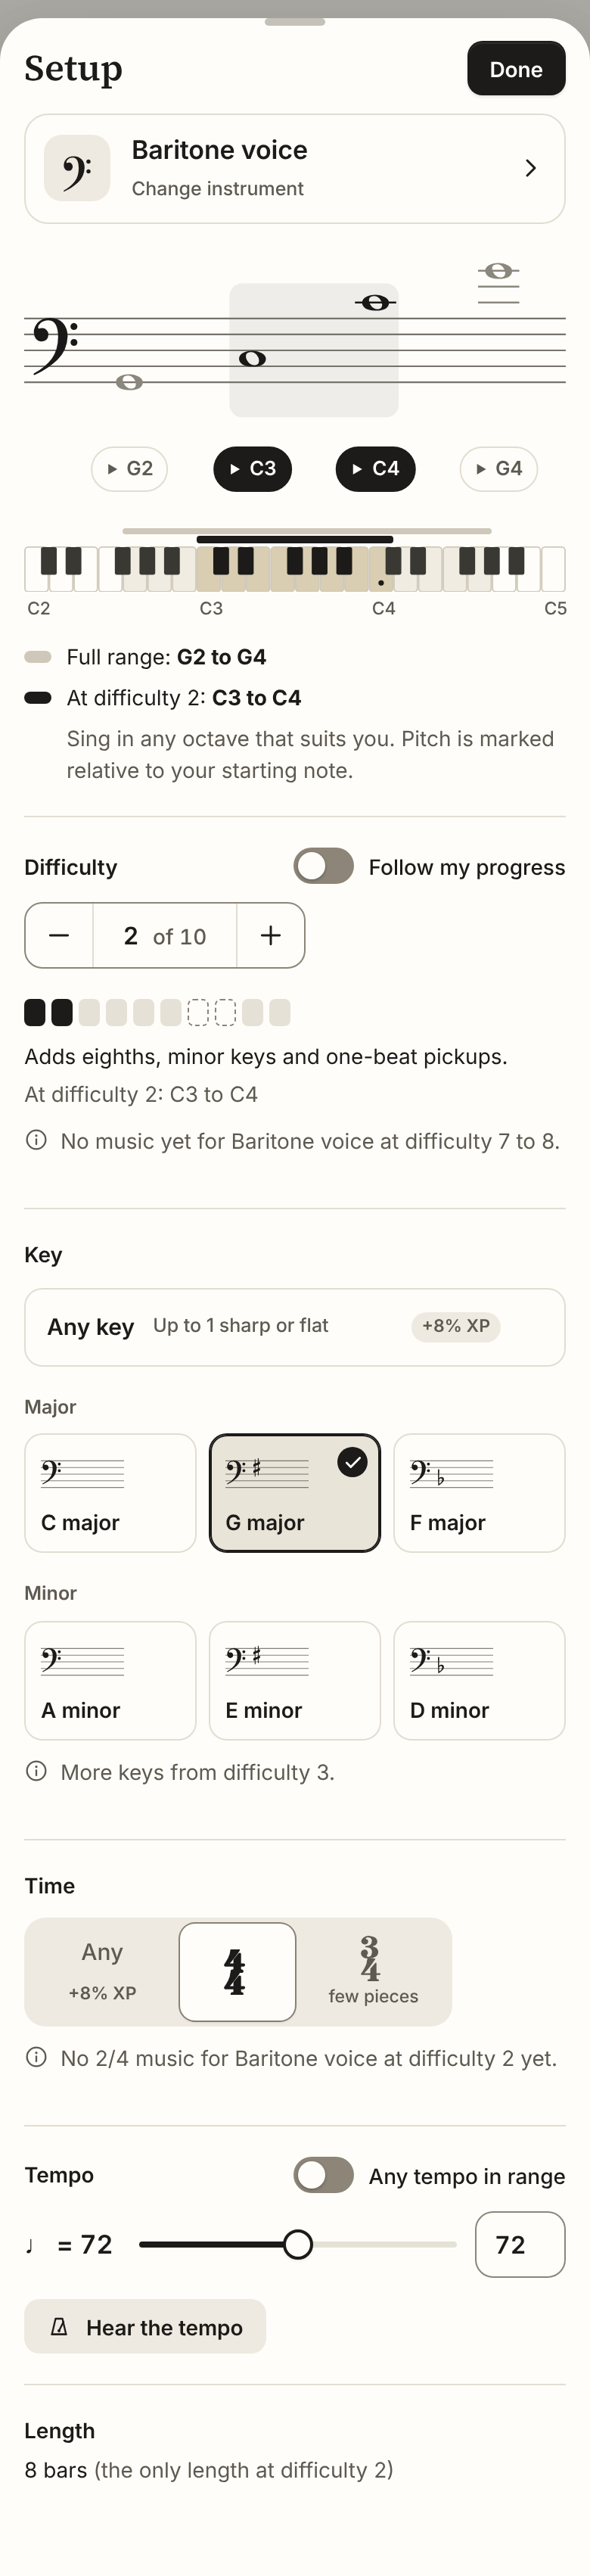 Setup
Done
Baritone voice
Change instrument
G2
C3
C4
G4
C2
C3
C4
C5
Full range: G2 to G4
At difficulty 2: C3 to C4
Sing in any octave that suits you. Pitch is marked
relative to your starting note.
Difficulty
Follow my progress
2 of 10
Adds eighths, minor keys and one-beat pickups.
At difficulty 2: C3 to C4
No music yet for Baritone voice at difficulty 7 to 8.
Key
Any key Up to 1 sharp or flat +8% XP
Major
C major
G major
F major
Minor
A minor
E minor
D minor
More keys from difficulty 3.
Time
Any
+8% XP
4
4
3
4
few pieces
No 2/4 music for Baritone voice at difficulty 2 yet.
Tempo
Any tempo in range
♩ = 72
72
Hear the tempo
Length
8 bars (the only length at difficulty 2)